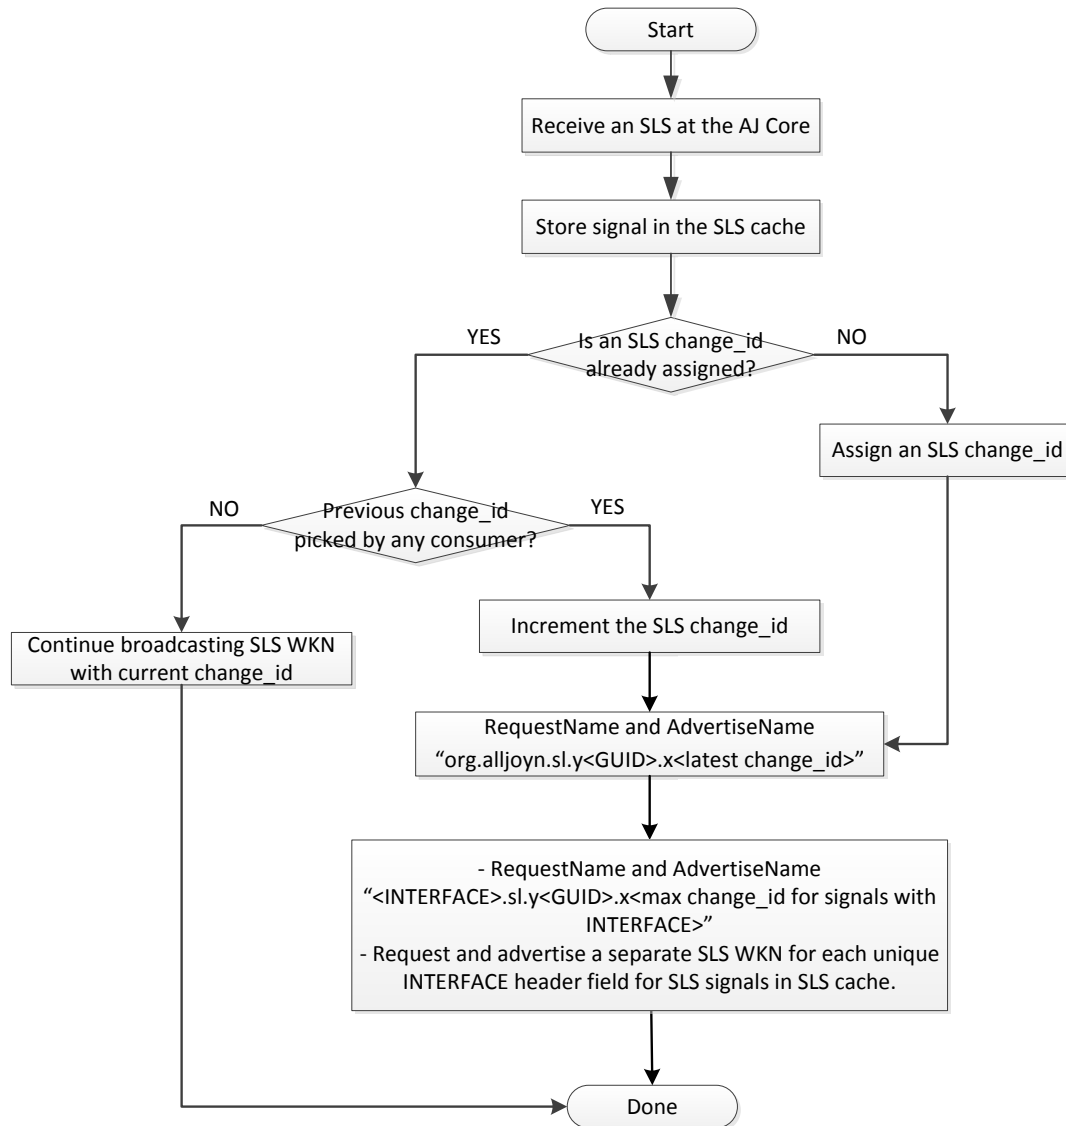 Start
Receive an SLS at the AJ Core
Store signal in the SLS cache
YES
Is an SLS change_id
already assigned?
NO
Assign an SLS change_id
NO
Previous change_id
picked by any consumer?
YES
Increment the SLS change_id
Continue broadcasting SLS WKN
with current change_id
RequestName and AdvertiseName
“org.alljoyn.sl.y<GUID>.x<latest change_id>”
- RequestName and AdvertiseName
“<INTERFACE>.sl.y<GUID>.x<max change_id for signals with
INTERFACE>”
- Request and advertise a separate SLS WKN for each unique
INTERFACE header field for SLS signals in SLS cache.
Done